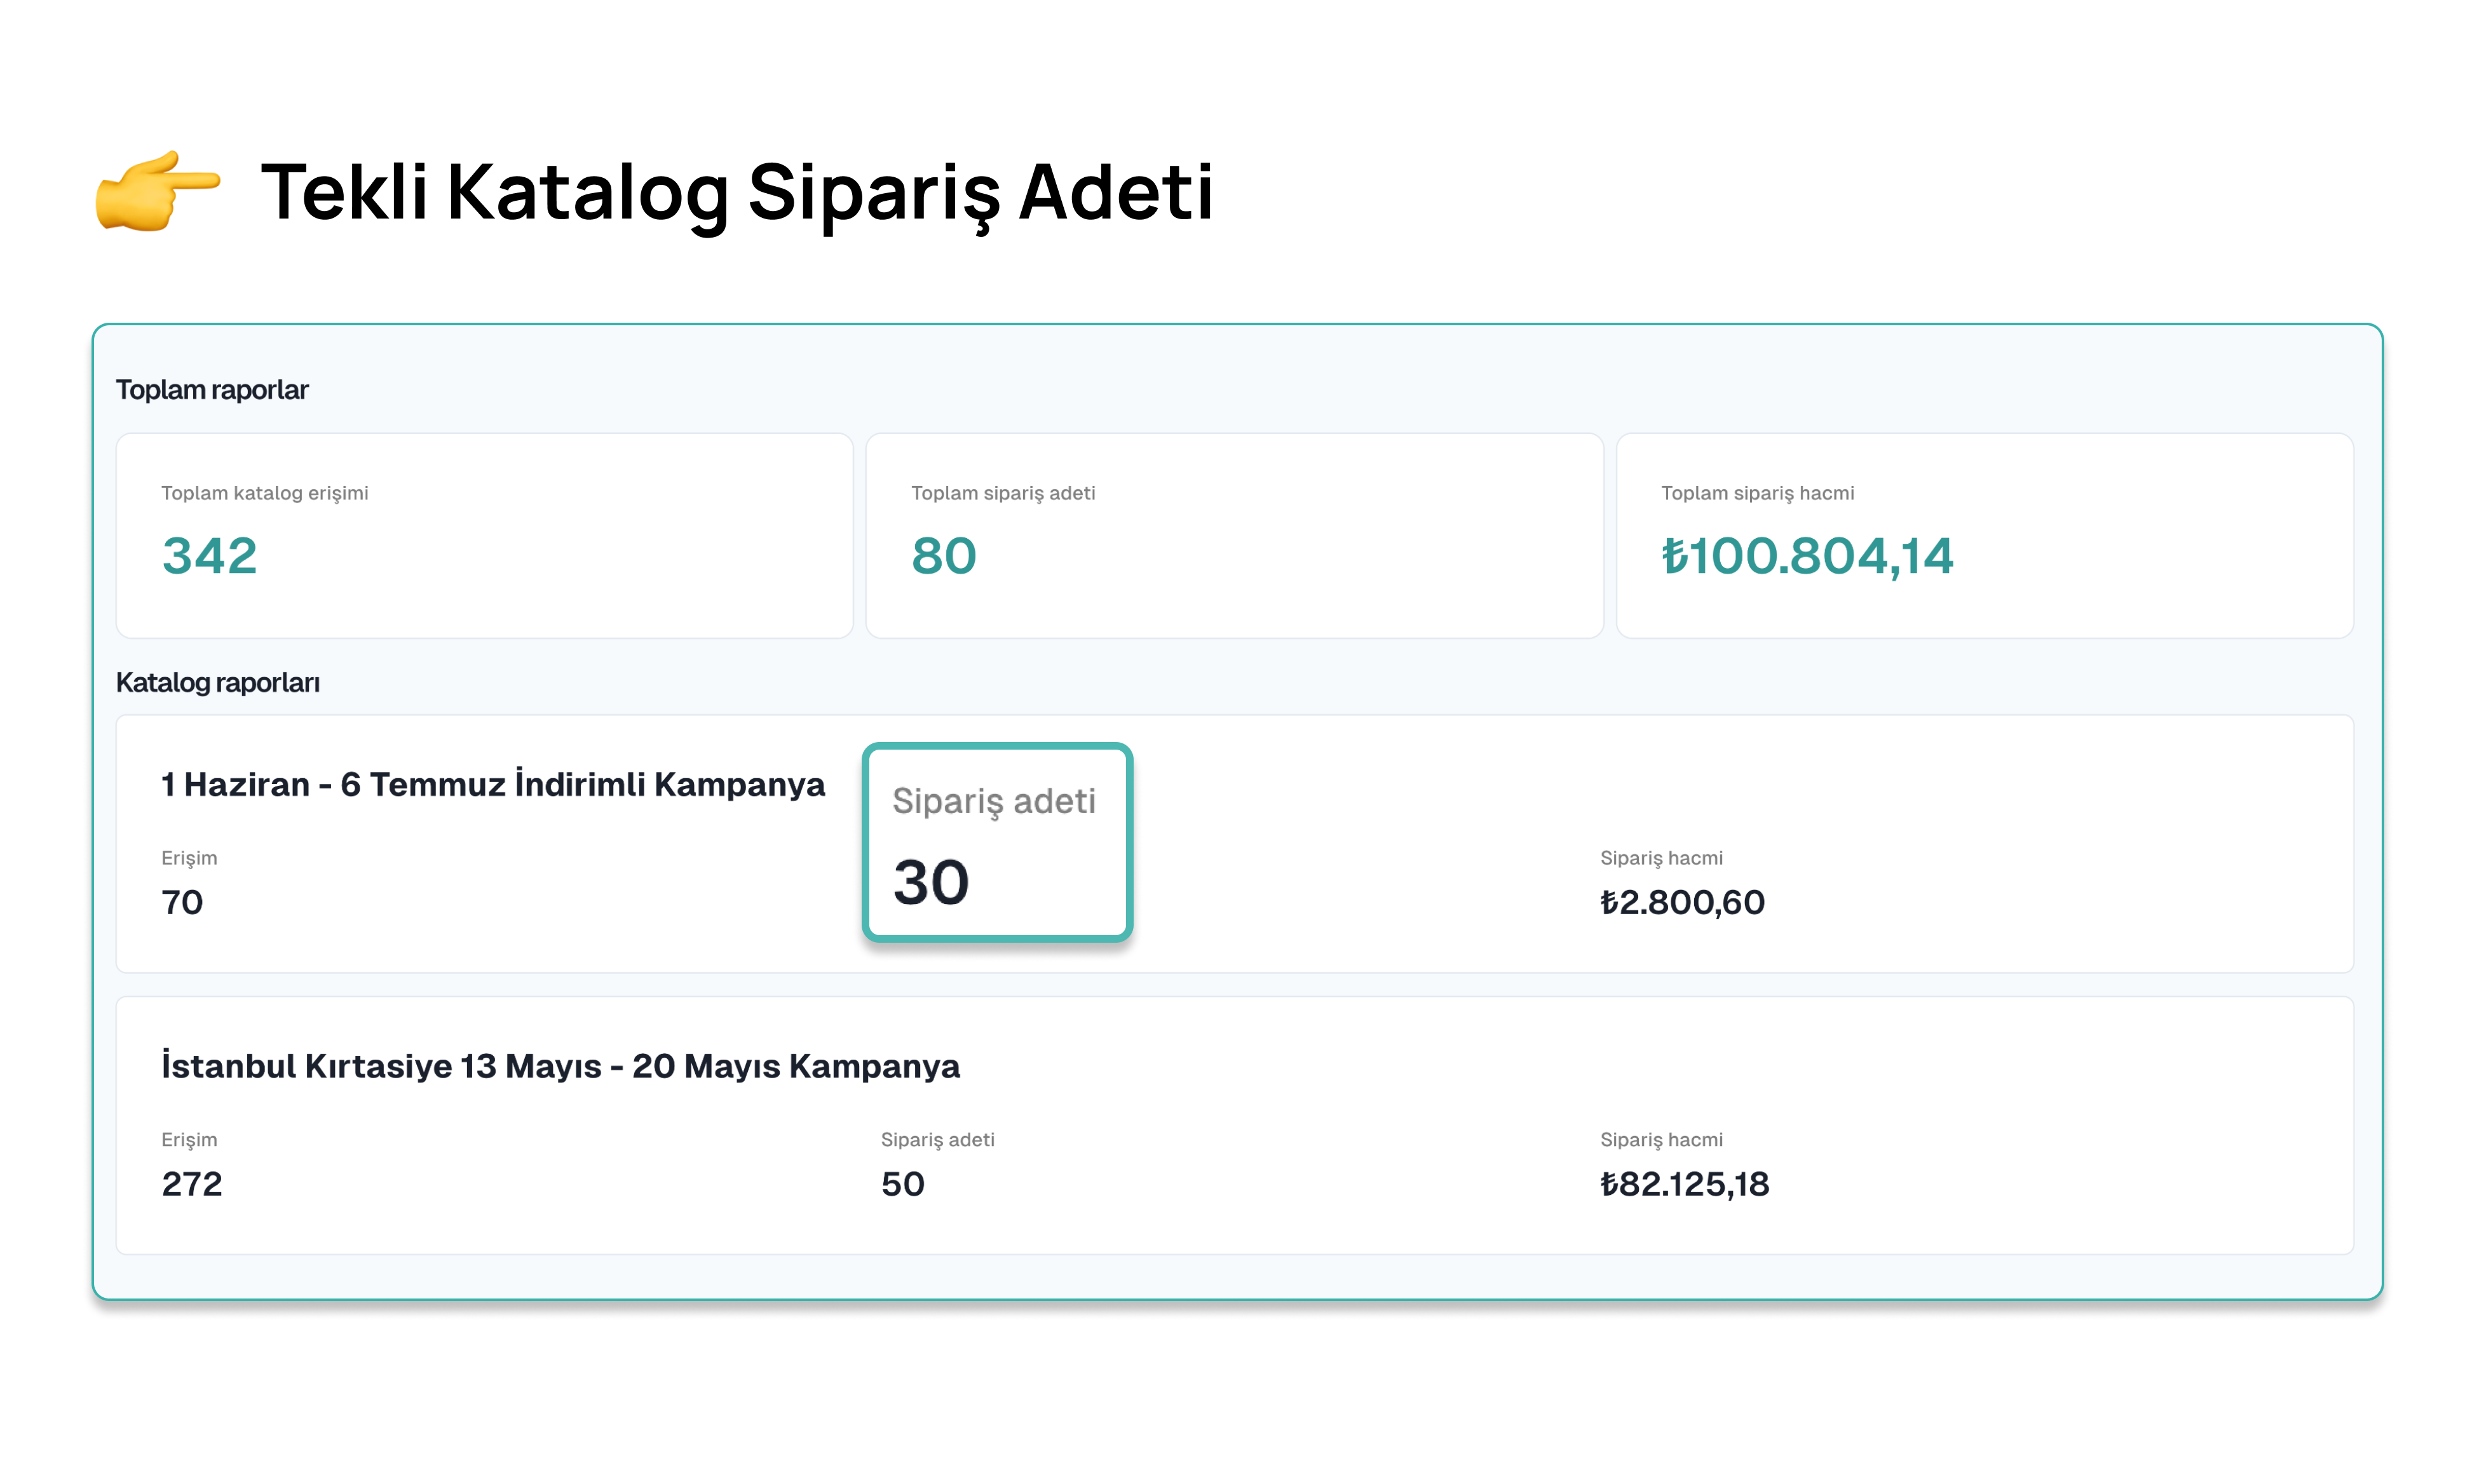 Tekli Katalog Sipariş Adeti
Toplam raporlar
Toplam katalog erişimi
342
Toplam sipariş adeti
80
Toplam sipariş hacmi
₺100.804,14
Katalog raporları
1 Haziran - 6 Temmuz İndirimli Kampanya
Erişim
70
Sipariş adeti
30
Sipariş hacmi
₺2.800,60
İstanbul Kırtasiye 13 Mayıs - 20 Mayıs Kampanya
Erişim
272
Sipariş adeti
50
Sipariş hacmi
₺82.125,18